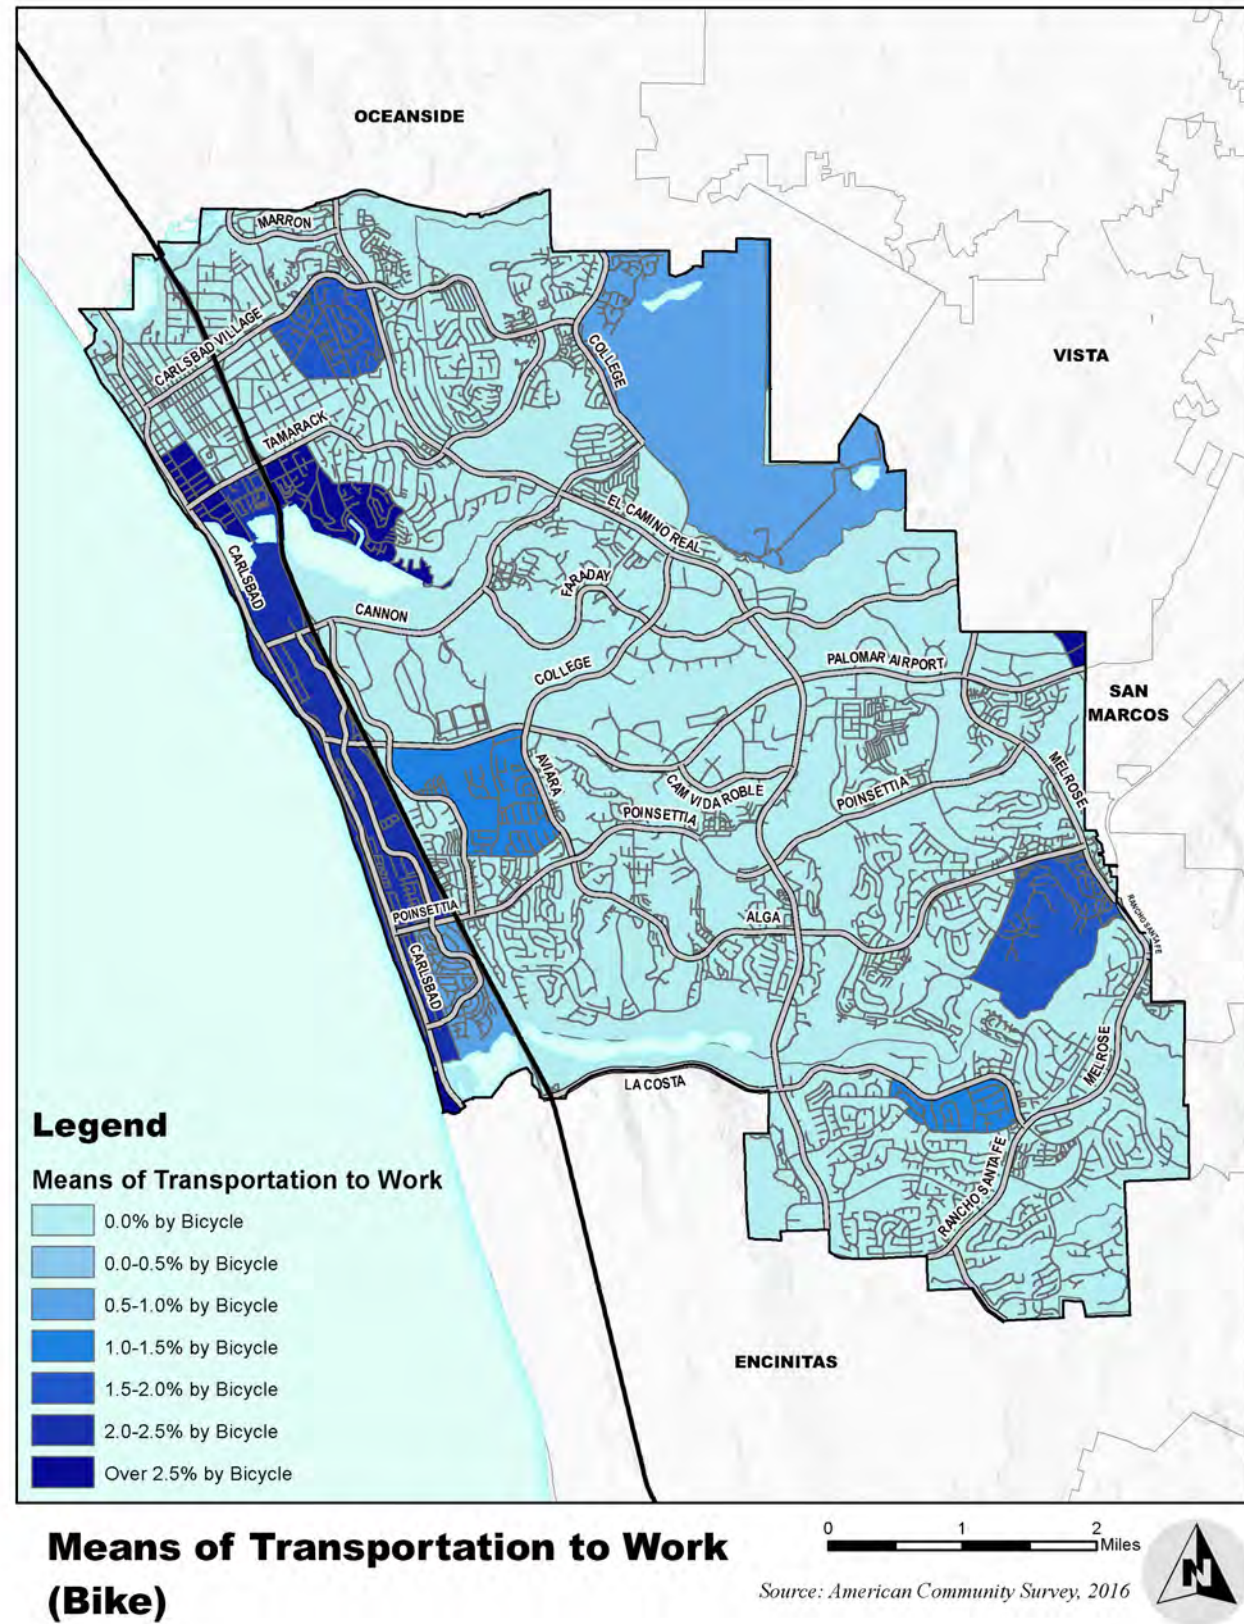 OCEANSIDE
MARRON
VISTA
CARLSBAD VILLAGE
COLLEGE
TAMARACK
EL CAMINO REAL
CARLSBAD
FARADAY
CANNON
COLLEGE
PALOMAR AIRPORT
SAN
MARCOS
AVIARA
MELROSE
CAM VIDA ROBLE
POINSETTIA
POINSETTIA
POINSETTIA
ALGA
RANCHO SANTA FE
CARLSBAD
MELROSE
LA COSTA
RANCHO SANTA FE
ENCINITAS
Legend
Means of Transportation to Work
0.0% by Bicycle
0.0-0.5% by Bicycle
0.5-1.0% by Bicycle
1.0-1.5% by Bicycle
1.5-2.0% by Bicycle
2.0-2.5% by Bicycle
Over 2.5% by Bicycle
Means of Transportation to Work
(Bike)
0 1 2
Miles
Source: American Community Survey, 2016
N